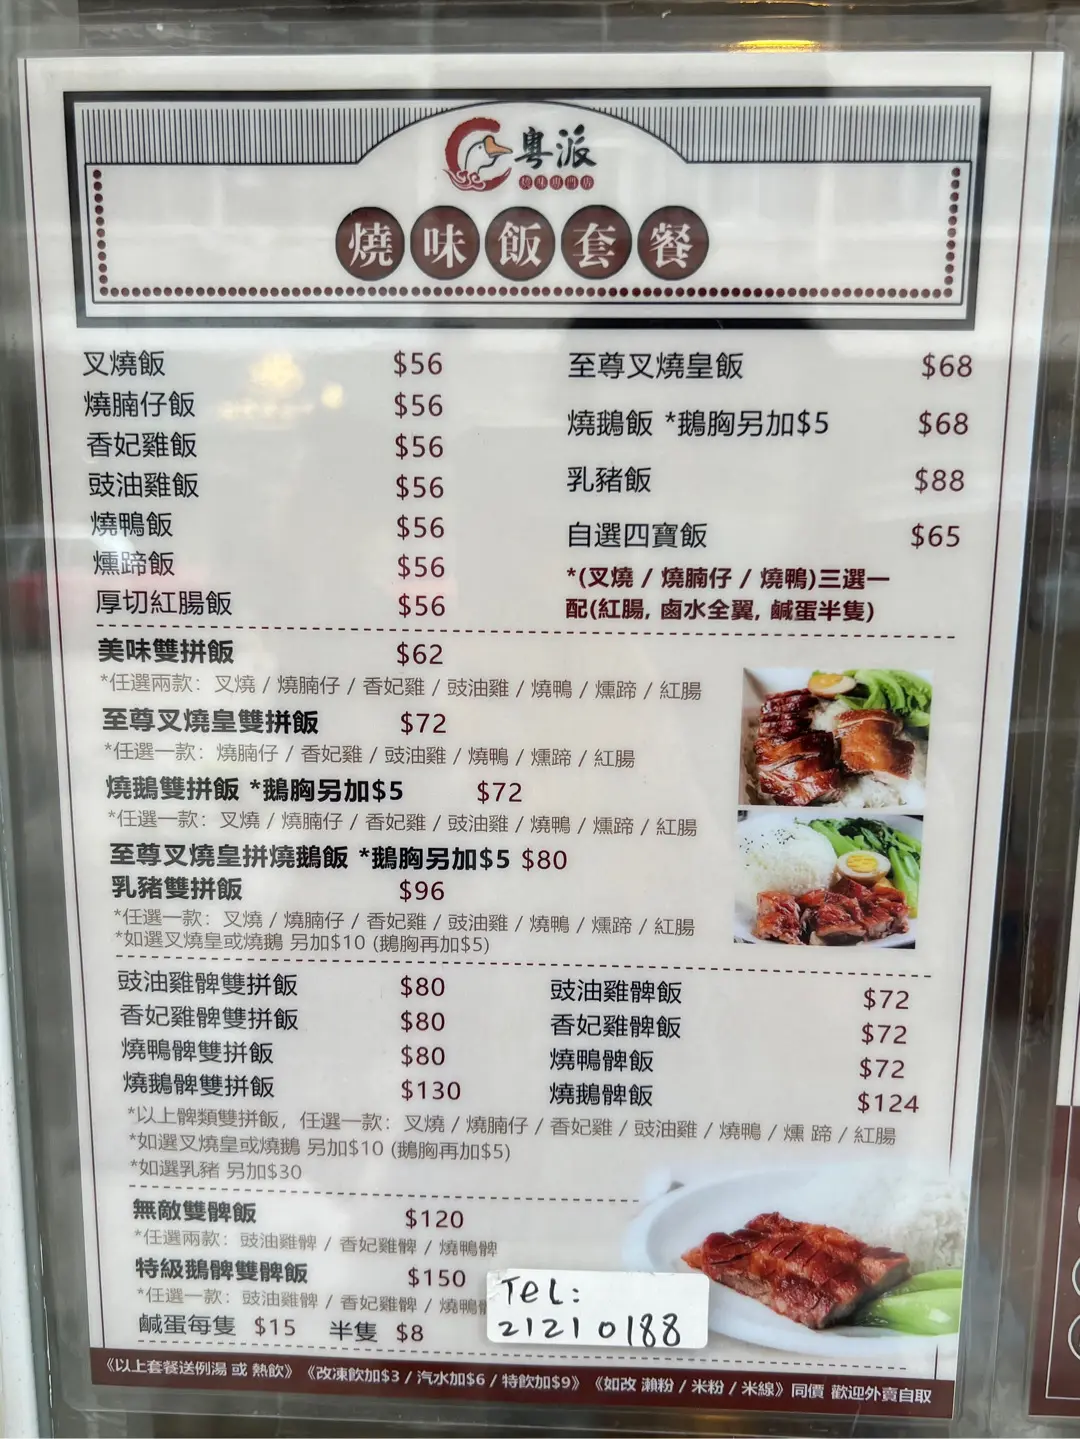 粵派
燒味專門店
燒味飯套餐
叉燒飯 $56
燒腩仔飯 $56
香妃雞飯 $56
豉油雞飯 $56
燒鴨飯 $56
燻蹄飯 $56
厚切紅腸飯 $56
至尊叉燒皇飯 $68
燒鵝飯 *鵝胸另加$5 $68
乳豬飯 $88
自選四寶飯 $65
*(叉燒 / 燒腩仔 / 燒鴨)三選一
配(紅腸, 鹵水全翼, 鹹蛋半隻)
美味雙拼飯 $62
*任選兩款：叉燒 / 燒腩仔 / 香妃雞 / 豉油雞 / 燒鴨 / 燻蹄 / 紅腸
至尊叉燒皇雙拼飯 $72
*任選一款：燒腩仔 / 香妃雞 / 豉油雞 / 燒鴨 / 燻蹄 / 紅腸
燒鵝雙拼飯 *鵝胸另加$5 $72
*任選一款：叉燒 / 燒腩仔 / 香妃雞 / 豉油雞 / 燒鴨 / 燻蹄 / 紅腸
至尊叉燒皇拼燒鵝飯 *鵝胸另加$5 $80
乳豬雙拼飯 $96
*任選一款：叉燒 / 燒腩仔 / 香妃雞 / 豉油雞 / 燒鴨 / 燻蹄 / 紅腸
*如選叉燒皇或燒鵝 另加$10 (鵝胸再加$5)
豉油雞髀雙拼飯 $80
香妃雞髀雙拼飯 $80
燒鴨髀雙拼飯 $80
燒鵝髀雙拼飯 $130
豉油雞髀飯 $72
香妃雞髀飯 $72
燒鴨髀飯 $72
燒鵝髀飯 $124
*以上髀類雙拼飯，任選一款：叉燒 / 燒腩仔 / 香妃雞 / 豉油雞 / 燒鴨 / 燻 蹄 / 紅腸
*如選叉燒皇或燒鵝 另加$10 (鵝胸再加$5)
*如選乳豬 另加$30
無敵雙髀飯 $120
*任選兩款：豉油雞髀 / 香妃雞髀 / 燒鴨髀
特級鵝髀雙髀飯 $150
*任選一款：豉油雞髀 / 香妃雞髀 / 燒鴨
鹹蛋每隻 $15 半隻 $8
TeL:
21210188
《以上套餐送例湯 或 熱飲》《改凍飲加$3 / 汽水加$6 / 特飲加$9》《如改 瀨粉 / 米粉 / 米線》同價 歡迎外賣自取